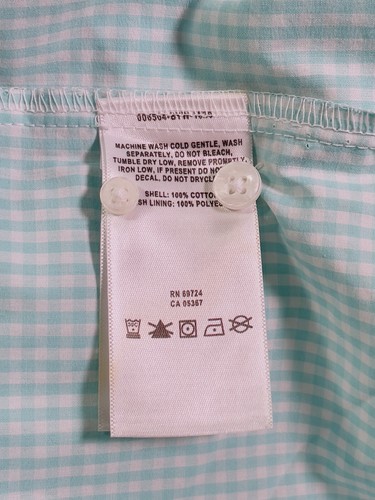 MACHINE WASH COLD GENTLE, WASH
SEPARATELY, DO NOT BLEACH,
TUMBLE DRY LOW, REMOVE PROMPTLY,
IRON LOW, IF PRESENT DO NO
DECAL, DO NOT DRYCL
SHELL: 100% COTTO
SH LINING: 100% POLYE
RN 69724
CA 05367